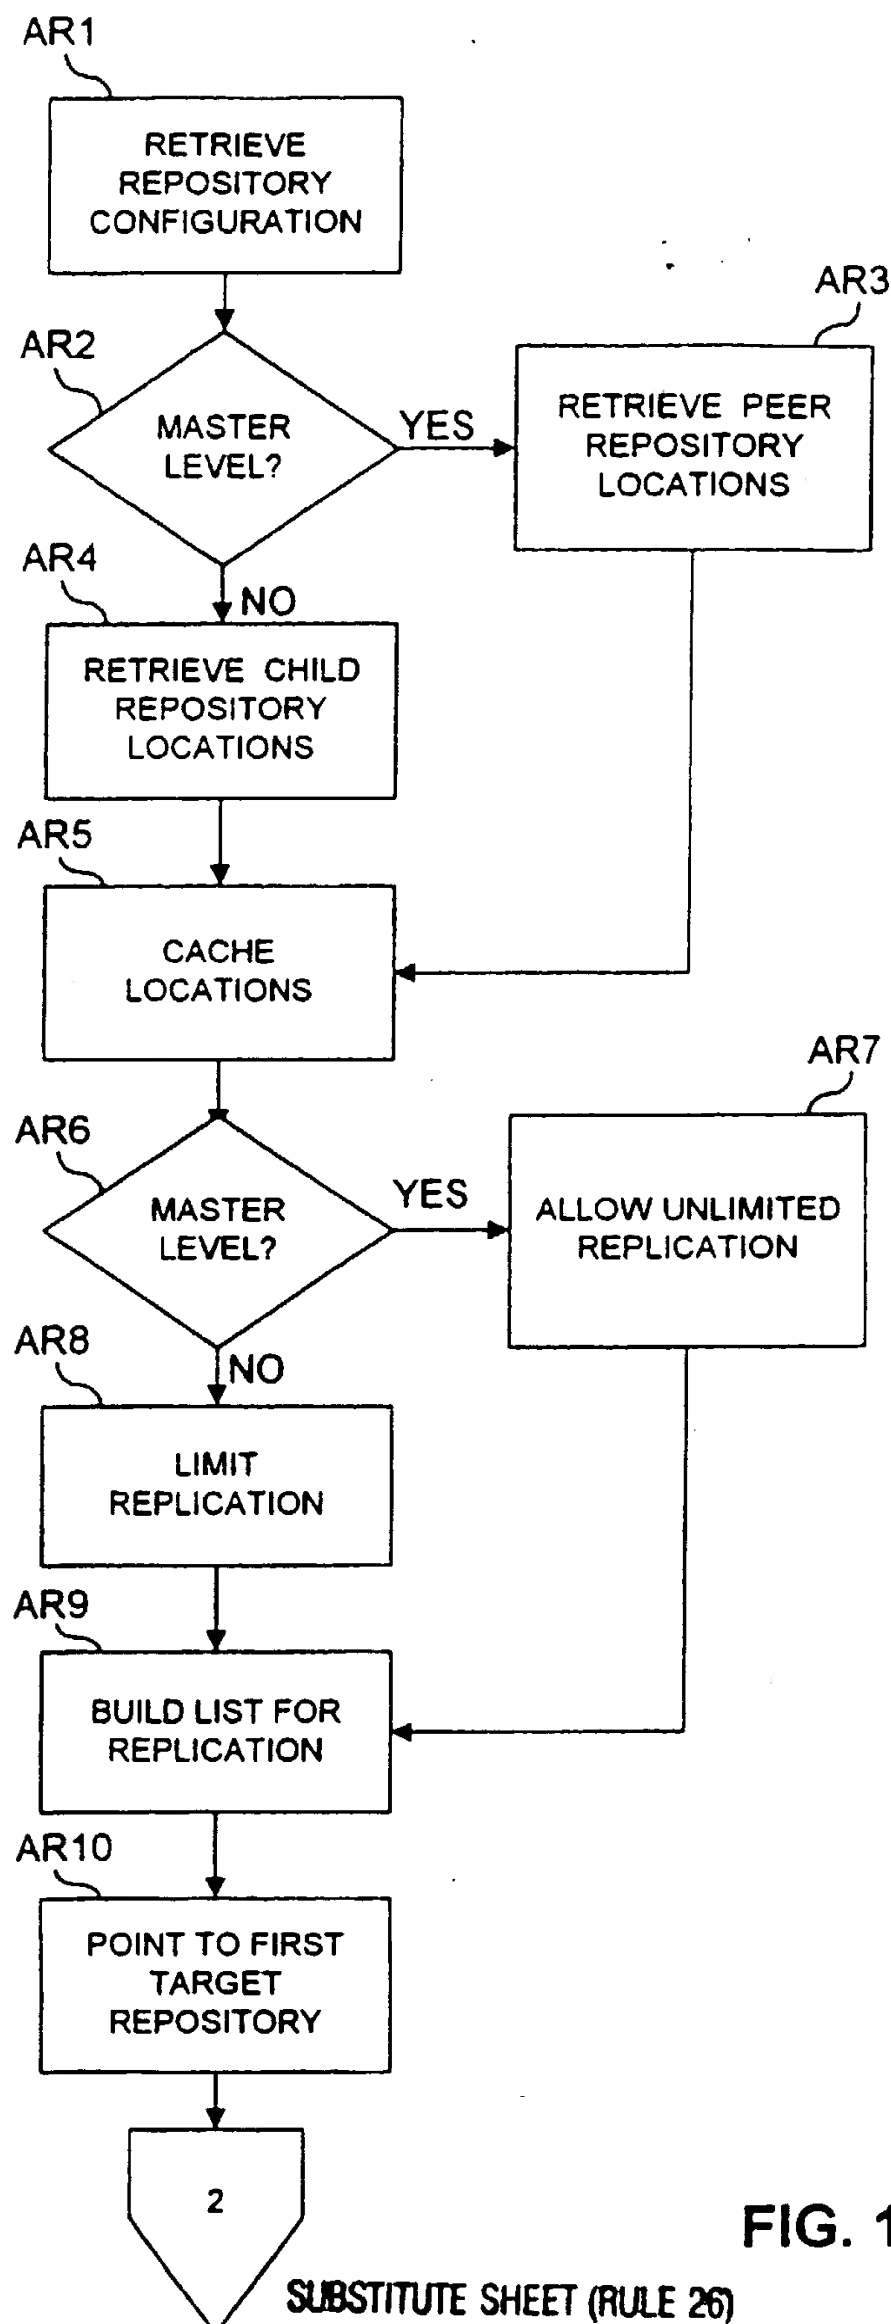 AR1
RETRIEVE
REPOSITORY
CONFIGURATION
AR2
MASTER
LEVEL?
YES
AR3
RETRIEVE PEER
REPOSITORY
LOCATIONS
NO
AR4
RETRIEVE CHILD
REPOSITORY
LOCATIONS
AR5
CACHE
LOCATIONS
AR6
MASTER
LEVEL?
YES
AR7
ALLOW UNLIMITED
REPLICATION
NO
AR8
LIMIT
REPLICATION
AR9
BUILD LIST FOR
REPLICATION
AR10
POINT TO FIRST
TARGET
REPOSITORY
2
FIG. 1
SUBSTITUTE SHEET (RULE 26)